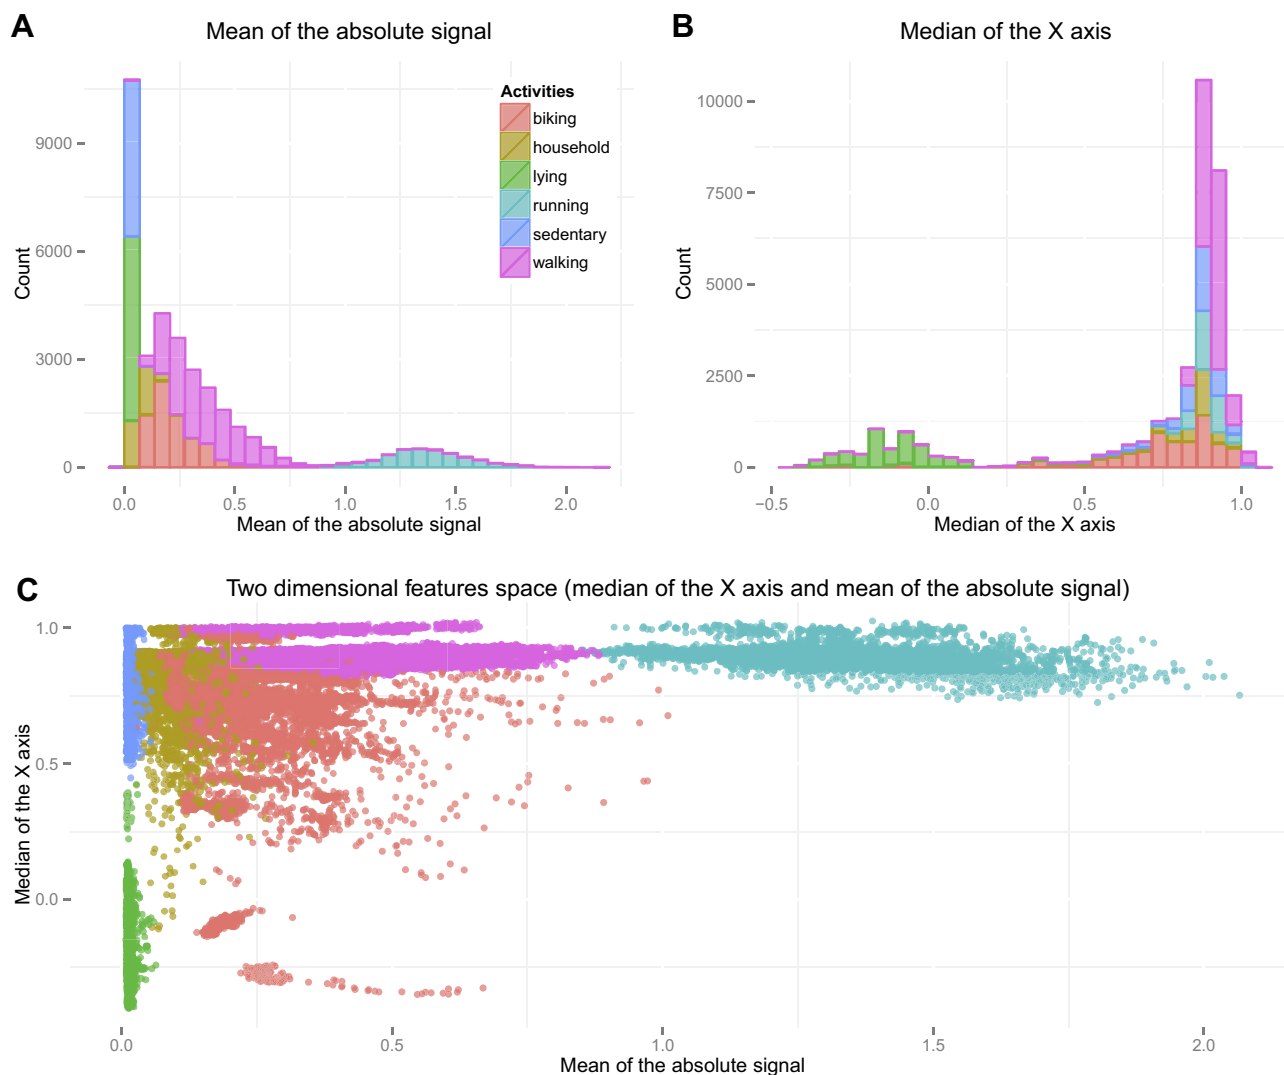 A
Mean of the absolute signal
Count
9000
6000
3000
0
0.0 0.5 1.0 1.5 2.0
Mean of the absolute signal
Activities
biking
household
lying
running
sedentary
walking
B
Median of the X axis
Count
10000
7500
5000
2500
0
−0.5 0.0 0.5 1.0
Median of the X axis
C
Two dimensional features space (median of the X axis and mean of the absolute signal)
Median of the X axis
1.0
0.5
0.0
0.0 0.5 1.0 1.5 2.0
Mean of the absolute signal